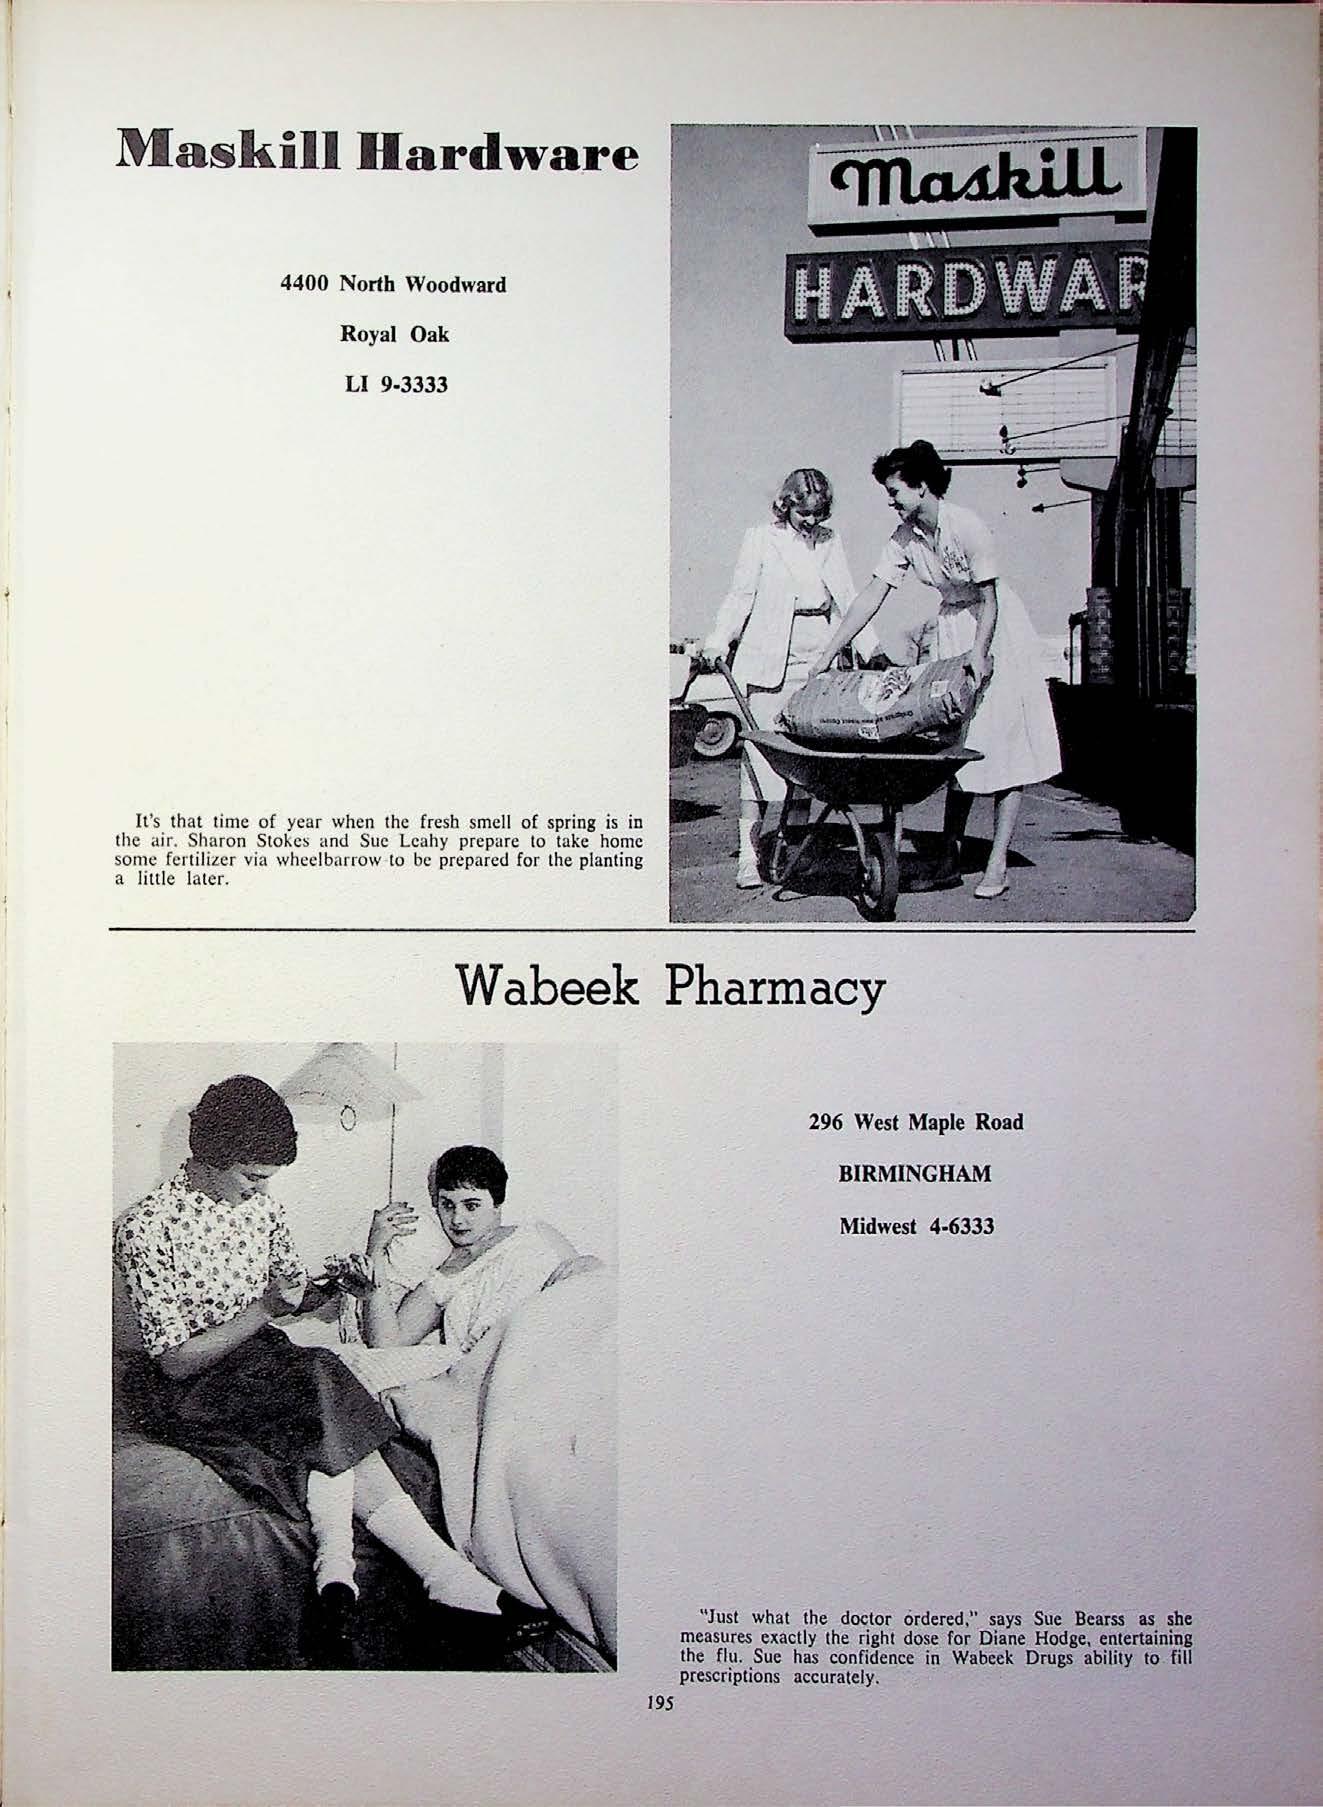 Maskill Hardware
4400 North Woodward
Royal Oak
LI 9-3333
Maskill
HARDWAR
It's that time of year when the fresh smell of spring is in
the air. Sharon Stokes and Sue Leahy prepare to take home
some fertilizer via wheelbarrow to be prepared for the planting
a little later.
Wabeek Pharmacy
296 West Maple Road
BIRMINGHAM
Midwest 4-6333
"Just what the doctor ordered," says Sue Bearss as she
measures exactly the right dose for Diane Hodge, entertaining
the flu. Sue has confidence in Wabeek Drugs ability to fill
prescriptions accurately.
195